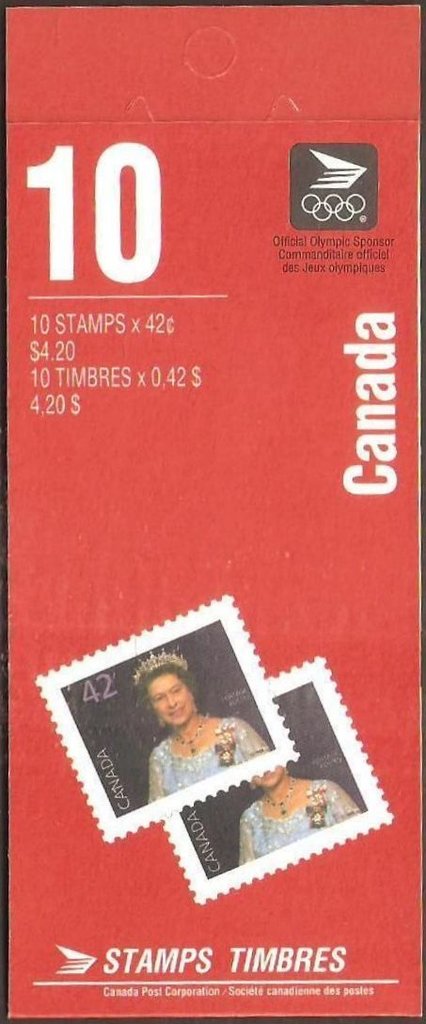 10
10 STAMPS x 42¢
$4.20
10 TIMBRES x 0,42 $
4,20 $
®
Official Olympic Sponsor
Commanditaire officiel
des Jeux olympiques
Canada
42
CANADA
CANADA
STAMPS TIMBRES
Canada Post Corporation / Société canadienne des postes